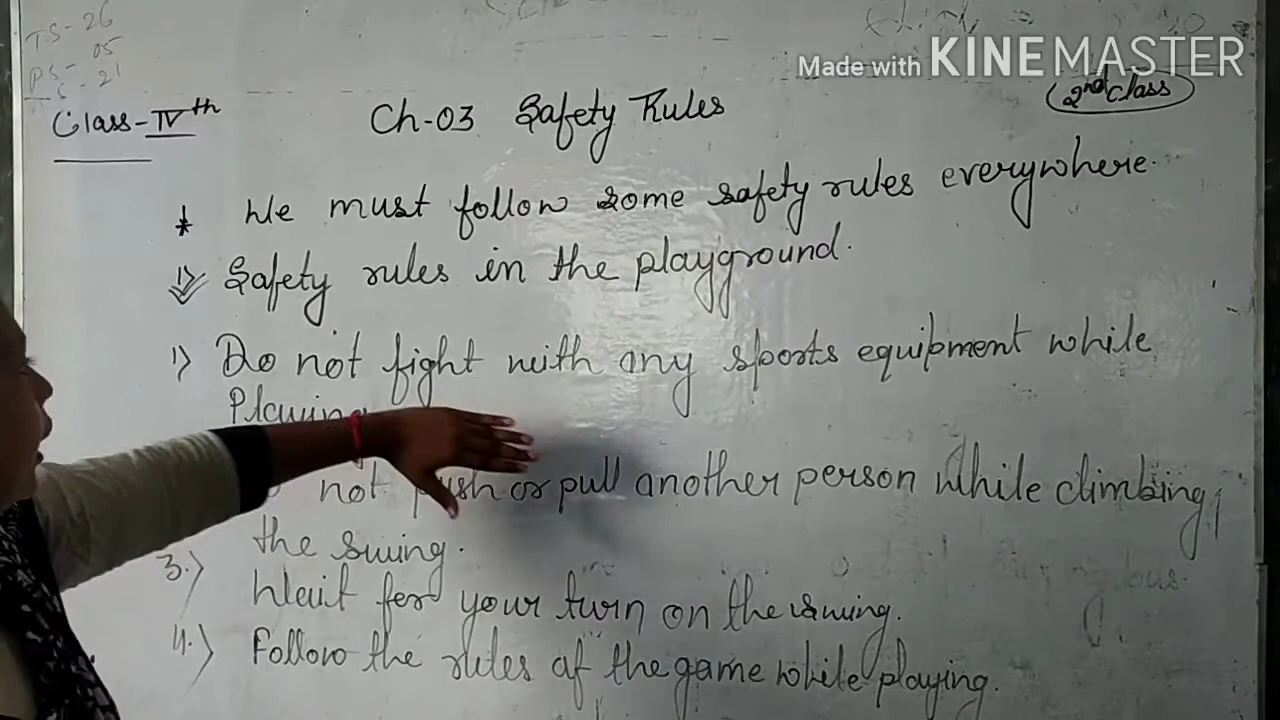 TS-26
05
21
Made with KINEMASTER
2nd Class
Class-IVth
Ch-03 Safety Rules
* We must follow some safety rules everywhere.
1) Safety rules in the playground.
1) Do not fight with any sports equipment while
Playing
not push or pull another person while climbing
the swing.
3.) Wait for your turn on the swing.
4.) Follow the rules of the game while playing.